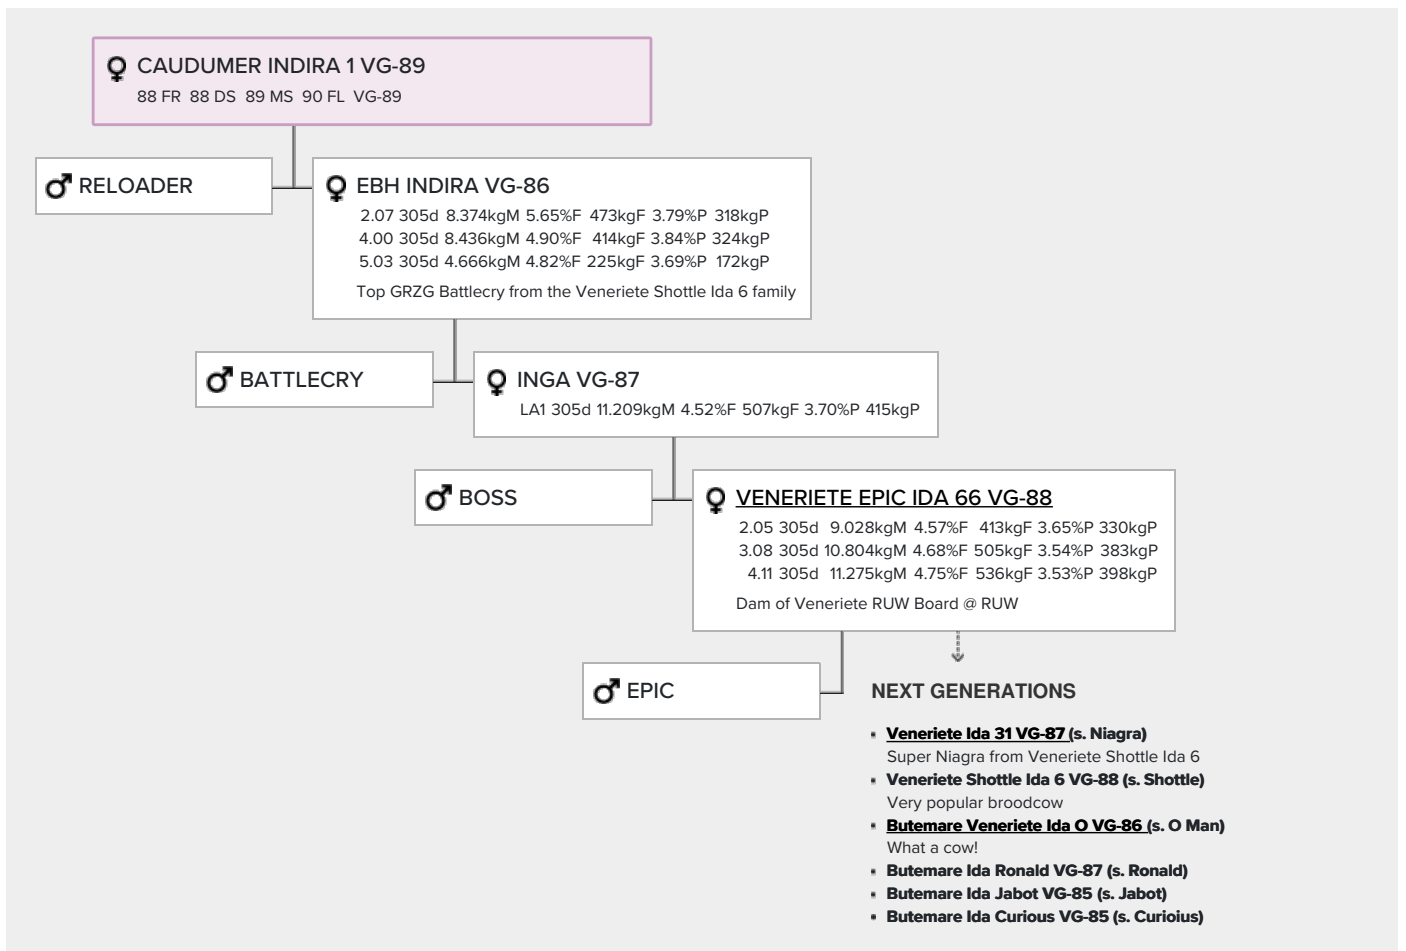 CAUDUMER INDIRA 1 VG-89
88 FR 88 DS 89 MS 90 FL VG-89
RELOADER
EBH INDIRA VG-86
2.07 305d 8.374kgM 5.65%F 473kgF 3.79%P 318kgP
4.00 305d 8.436kgM 4.90%F 414kgF 3.84%P 324kgP
5.03 305d 4.666kgM 4.82%F 225kgF 3.69%P 172kgP
Top GRZG Battlecry from the Veneriete Shottle Ida 6 family
BATTLECRY
INGA VG-87
LA1 305d 11.209kgM 4.52%F 507kgF 3.70%P 415kgP
BOSS
VENERIETE EPIC IDA 66 VG-88
2.05 305d 9.028kgM 4.57%F 413kgF 3.65%P 330kgP
3.08 305d 10.804kgM 4.68%F 505kgF 3.54%P 383kgP
4.11 305d 11.275kgM 4.75%F 536kgF 3.53%P 398kgP
Dam of Veneriete RUW Board @ RUW
EPIC
NEXT GENERATIONS
Veneriete Ida 31 VG-87 (s. Niagra)
Super Niagra from Veneriete Shottle Ida 6
Veneriete Shottle Ida 6 VG-88 (s. Shottle)
Very popular broodcow
Butemare Veneriete Ida O VG-86 (s. O Man)
What a cow!
Butemare Ida Ronald VG-87 (s. Ronald)
Butemare Ida Jabot VG-85 (s. Jabot)
Butemare Ida Curious VG-85 (s. Curioius)